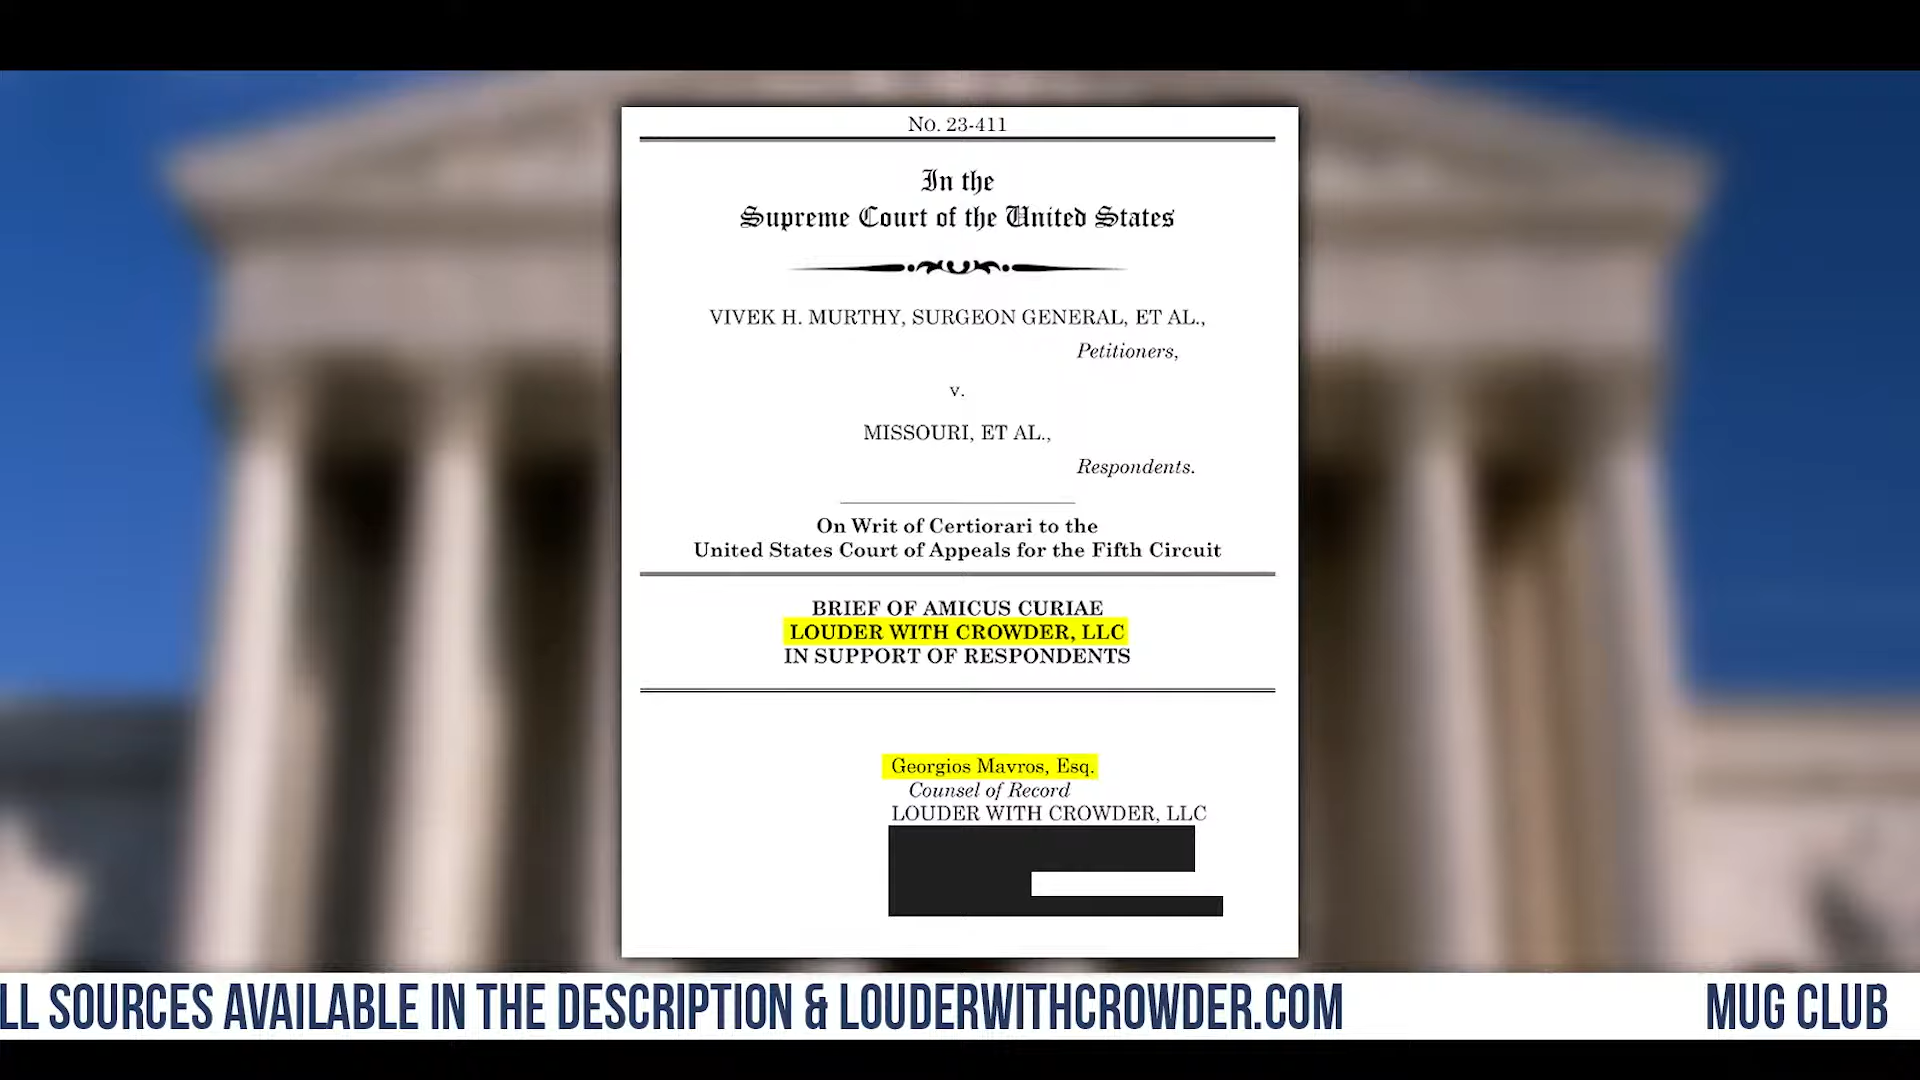 No. 23-411
In the
Supreme Court of the United States
VIVEK H. MURTHY, SURGEON GENERAL, ET AL.,
Petitioners,
v.
MISSOURI, ET AL.,
Respondents.
On Writ of Certiorari to the
United States Court of Appeals for the Fifth Circuit
BRIEF OF AMICUS CURIAE
LOUDER WITH CROWDER, LLC
IN SUPPORT OF RESPONDENTS
Georgios Mavros, Esq.
Counsel of Record
LOUDER WITH CROWDER, LLC
LL SOURCES AVAILABLE IN THE DESCRIPTION & LOUDERWITHCROWDER.COM MUG CLUB